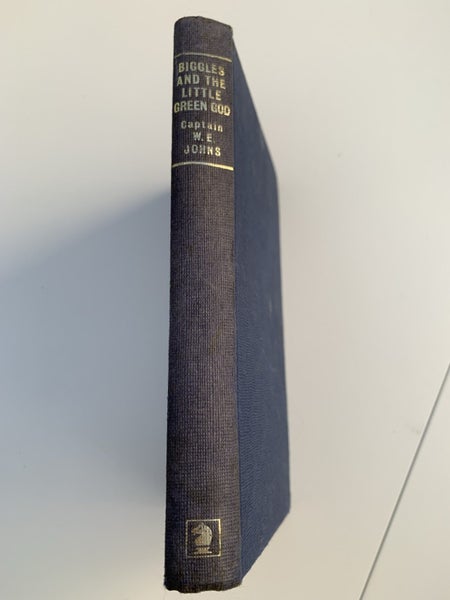 BIGGLES
AND THE
LITTLE
GREEN GOD
Captain
W. E.
JOHNS